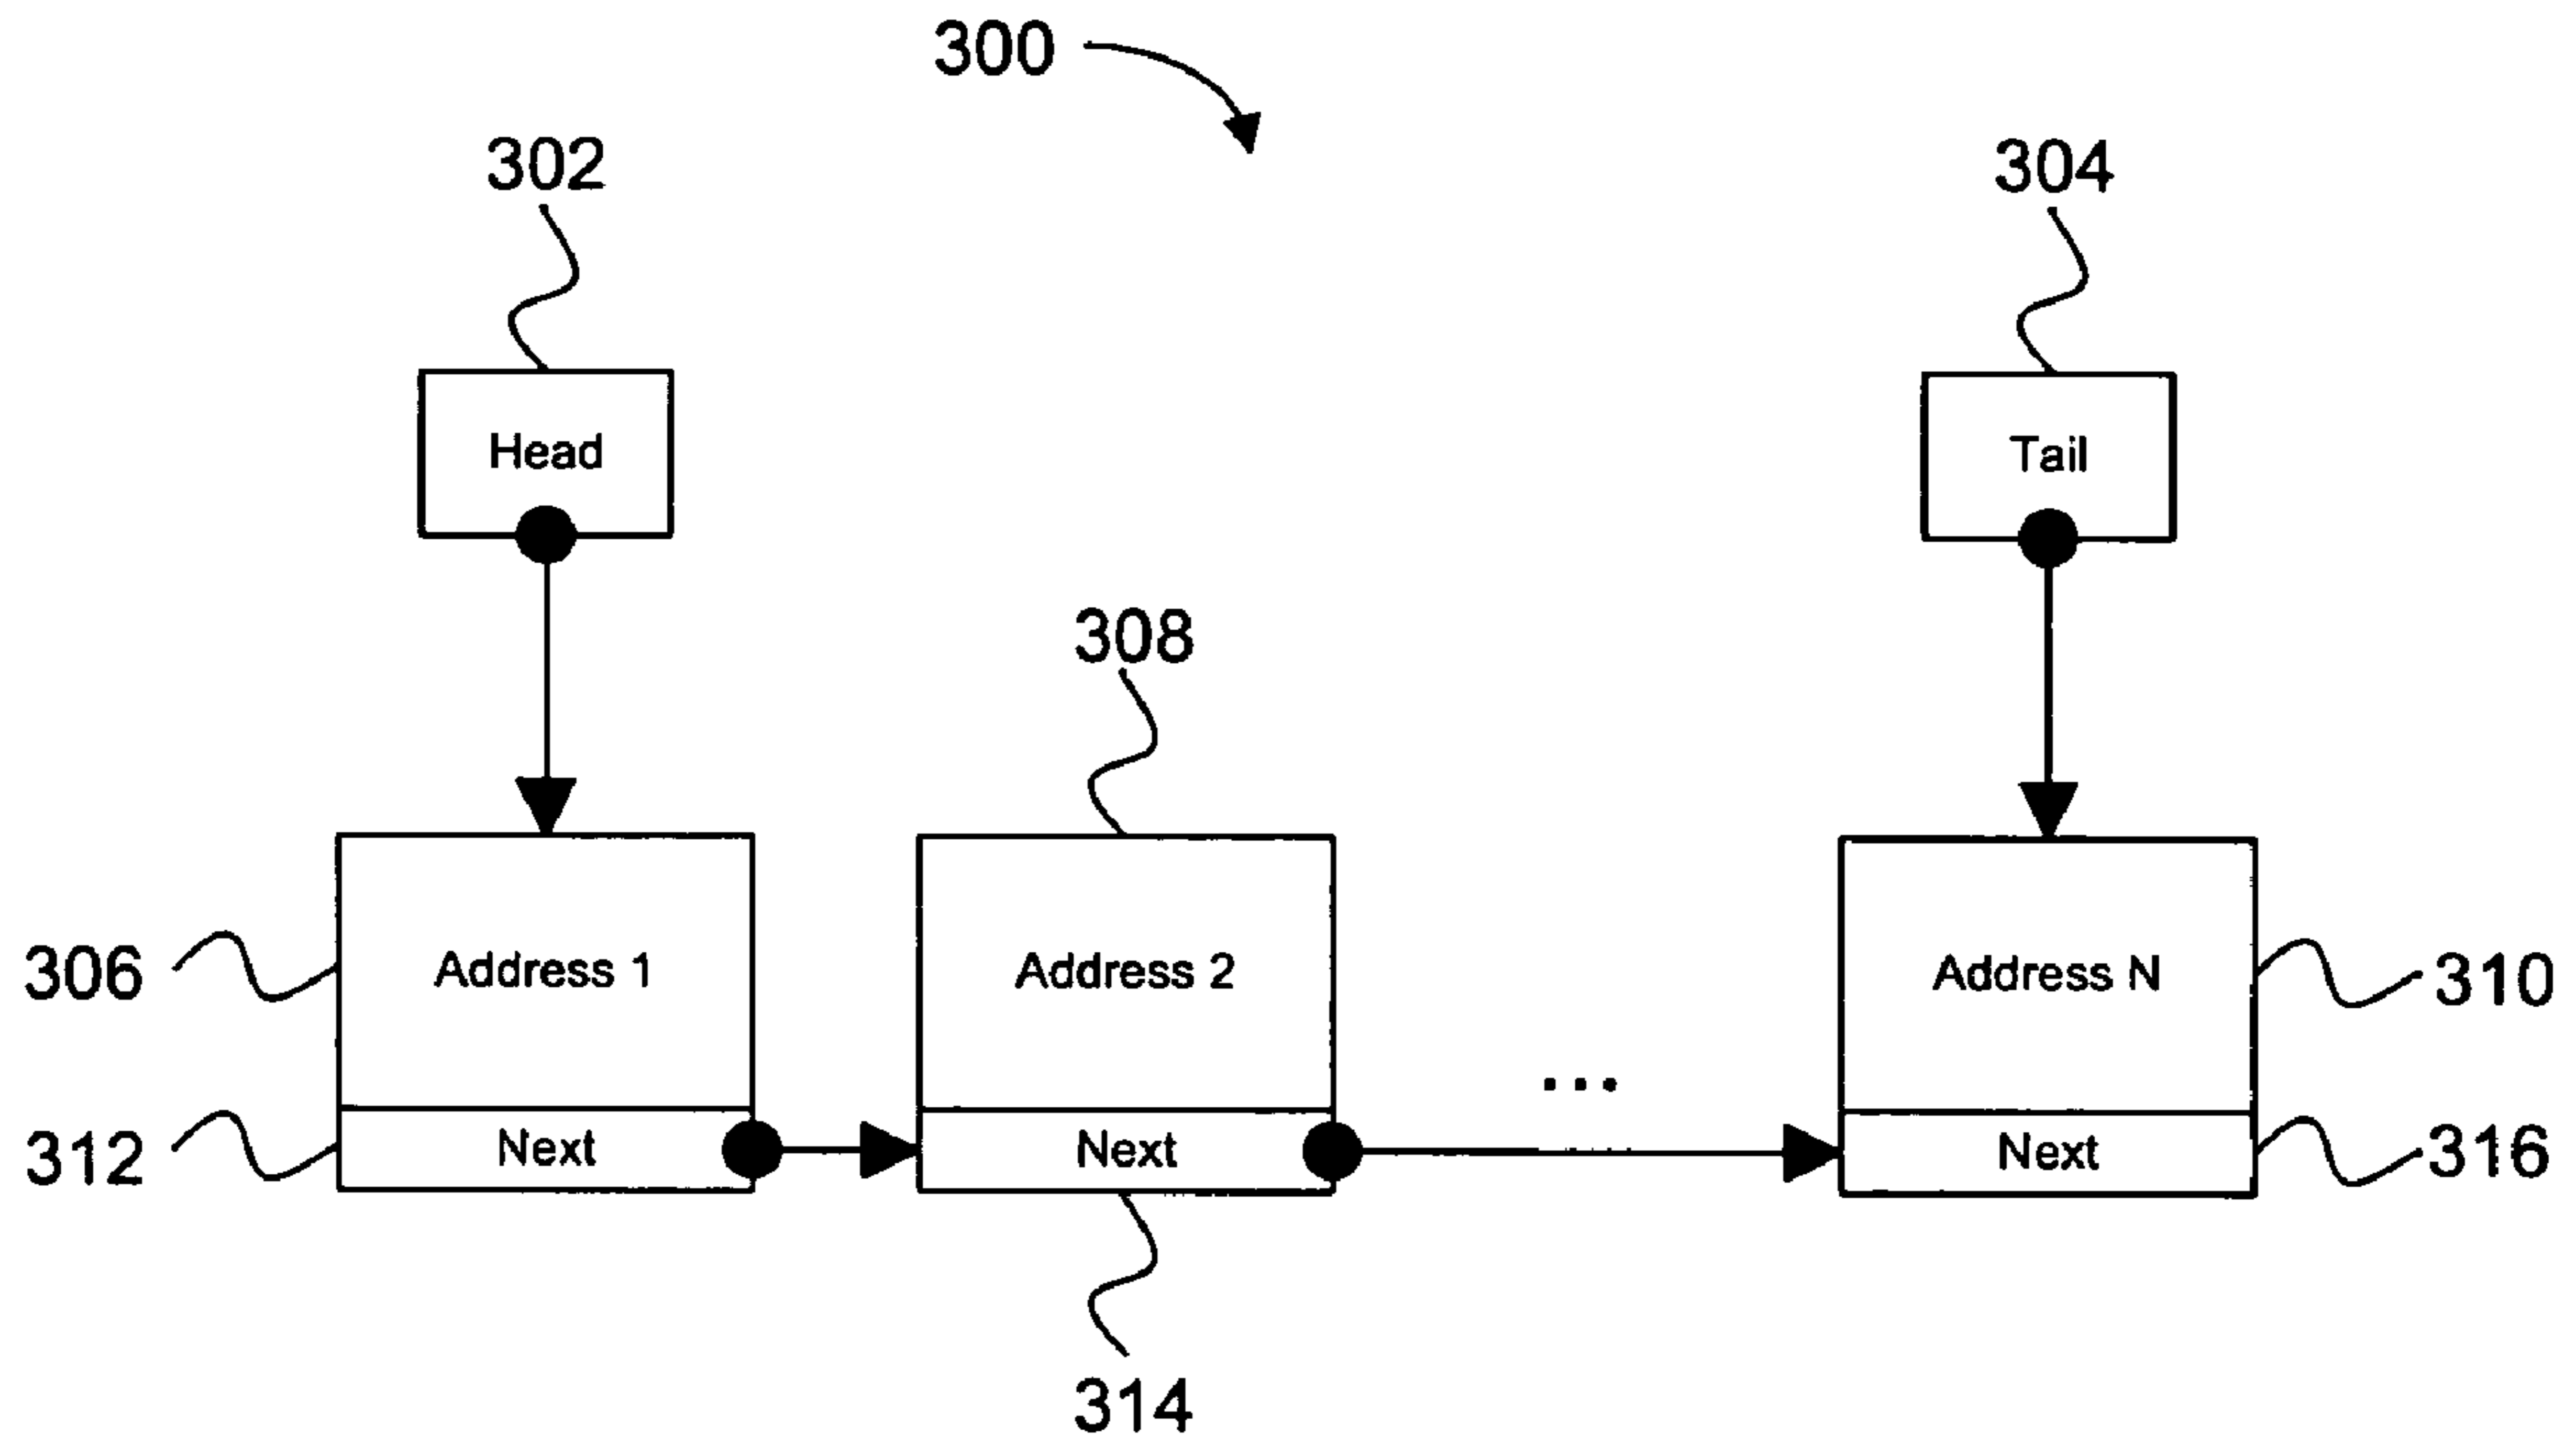 300
302
304
Head
Tail
308
306
Address 1
Address 2
Address N
310
...
312
Next
Next
Next
316
314